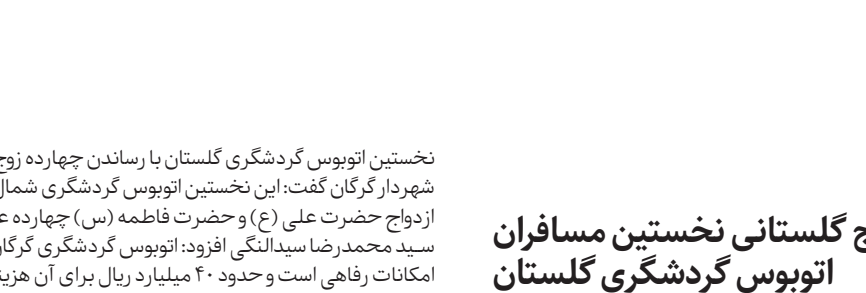 گلستانی نخستین مسافران
اتوبوس گردشگری گلستان
نخستین اتوبوس گردشگری گلستان با رساندن چهارده زوج
شهردار گرگان گفت: این نخستین اتوبوس گردشگری شمال
ازدواج حضرت علی (ع) و حضرت فاطمه (س) چهارده
سید محمدرضا سیدالنگی افزود: اتوبوس گردشگری
امکانات رفاهی است و حدود ۴۰ میلیارد ریال برای آن